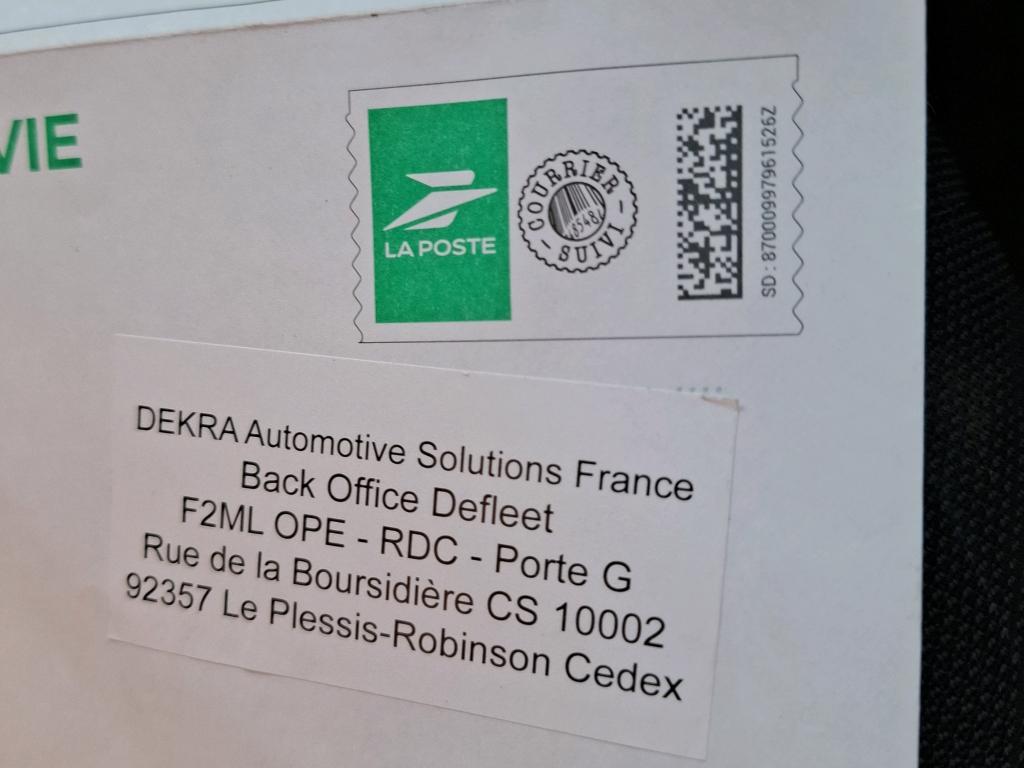 VIE
LA POSTE
COURRIER
SUIVI
SD : 87000997961526Z
DEKRA Automotive Solutions France
Back Office Defleet
F2ML OPE - RDC - Porte G
Rue de la Boursidière CS 10002
92357 Le Plessis-Robinson Cedex